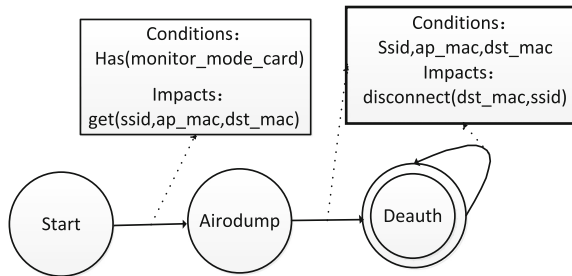 Conditions：
Has(monitor_mode_card)
Impacts:
get(ssid,ap_mac,dst_mac)
Conditions:
Ssid,ap_mac,dst_mac
Impacts:
disconnect(dst_mac,ssid)
Start
Airodump
Deauth